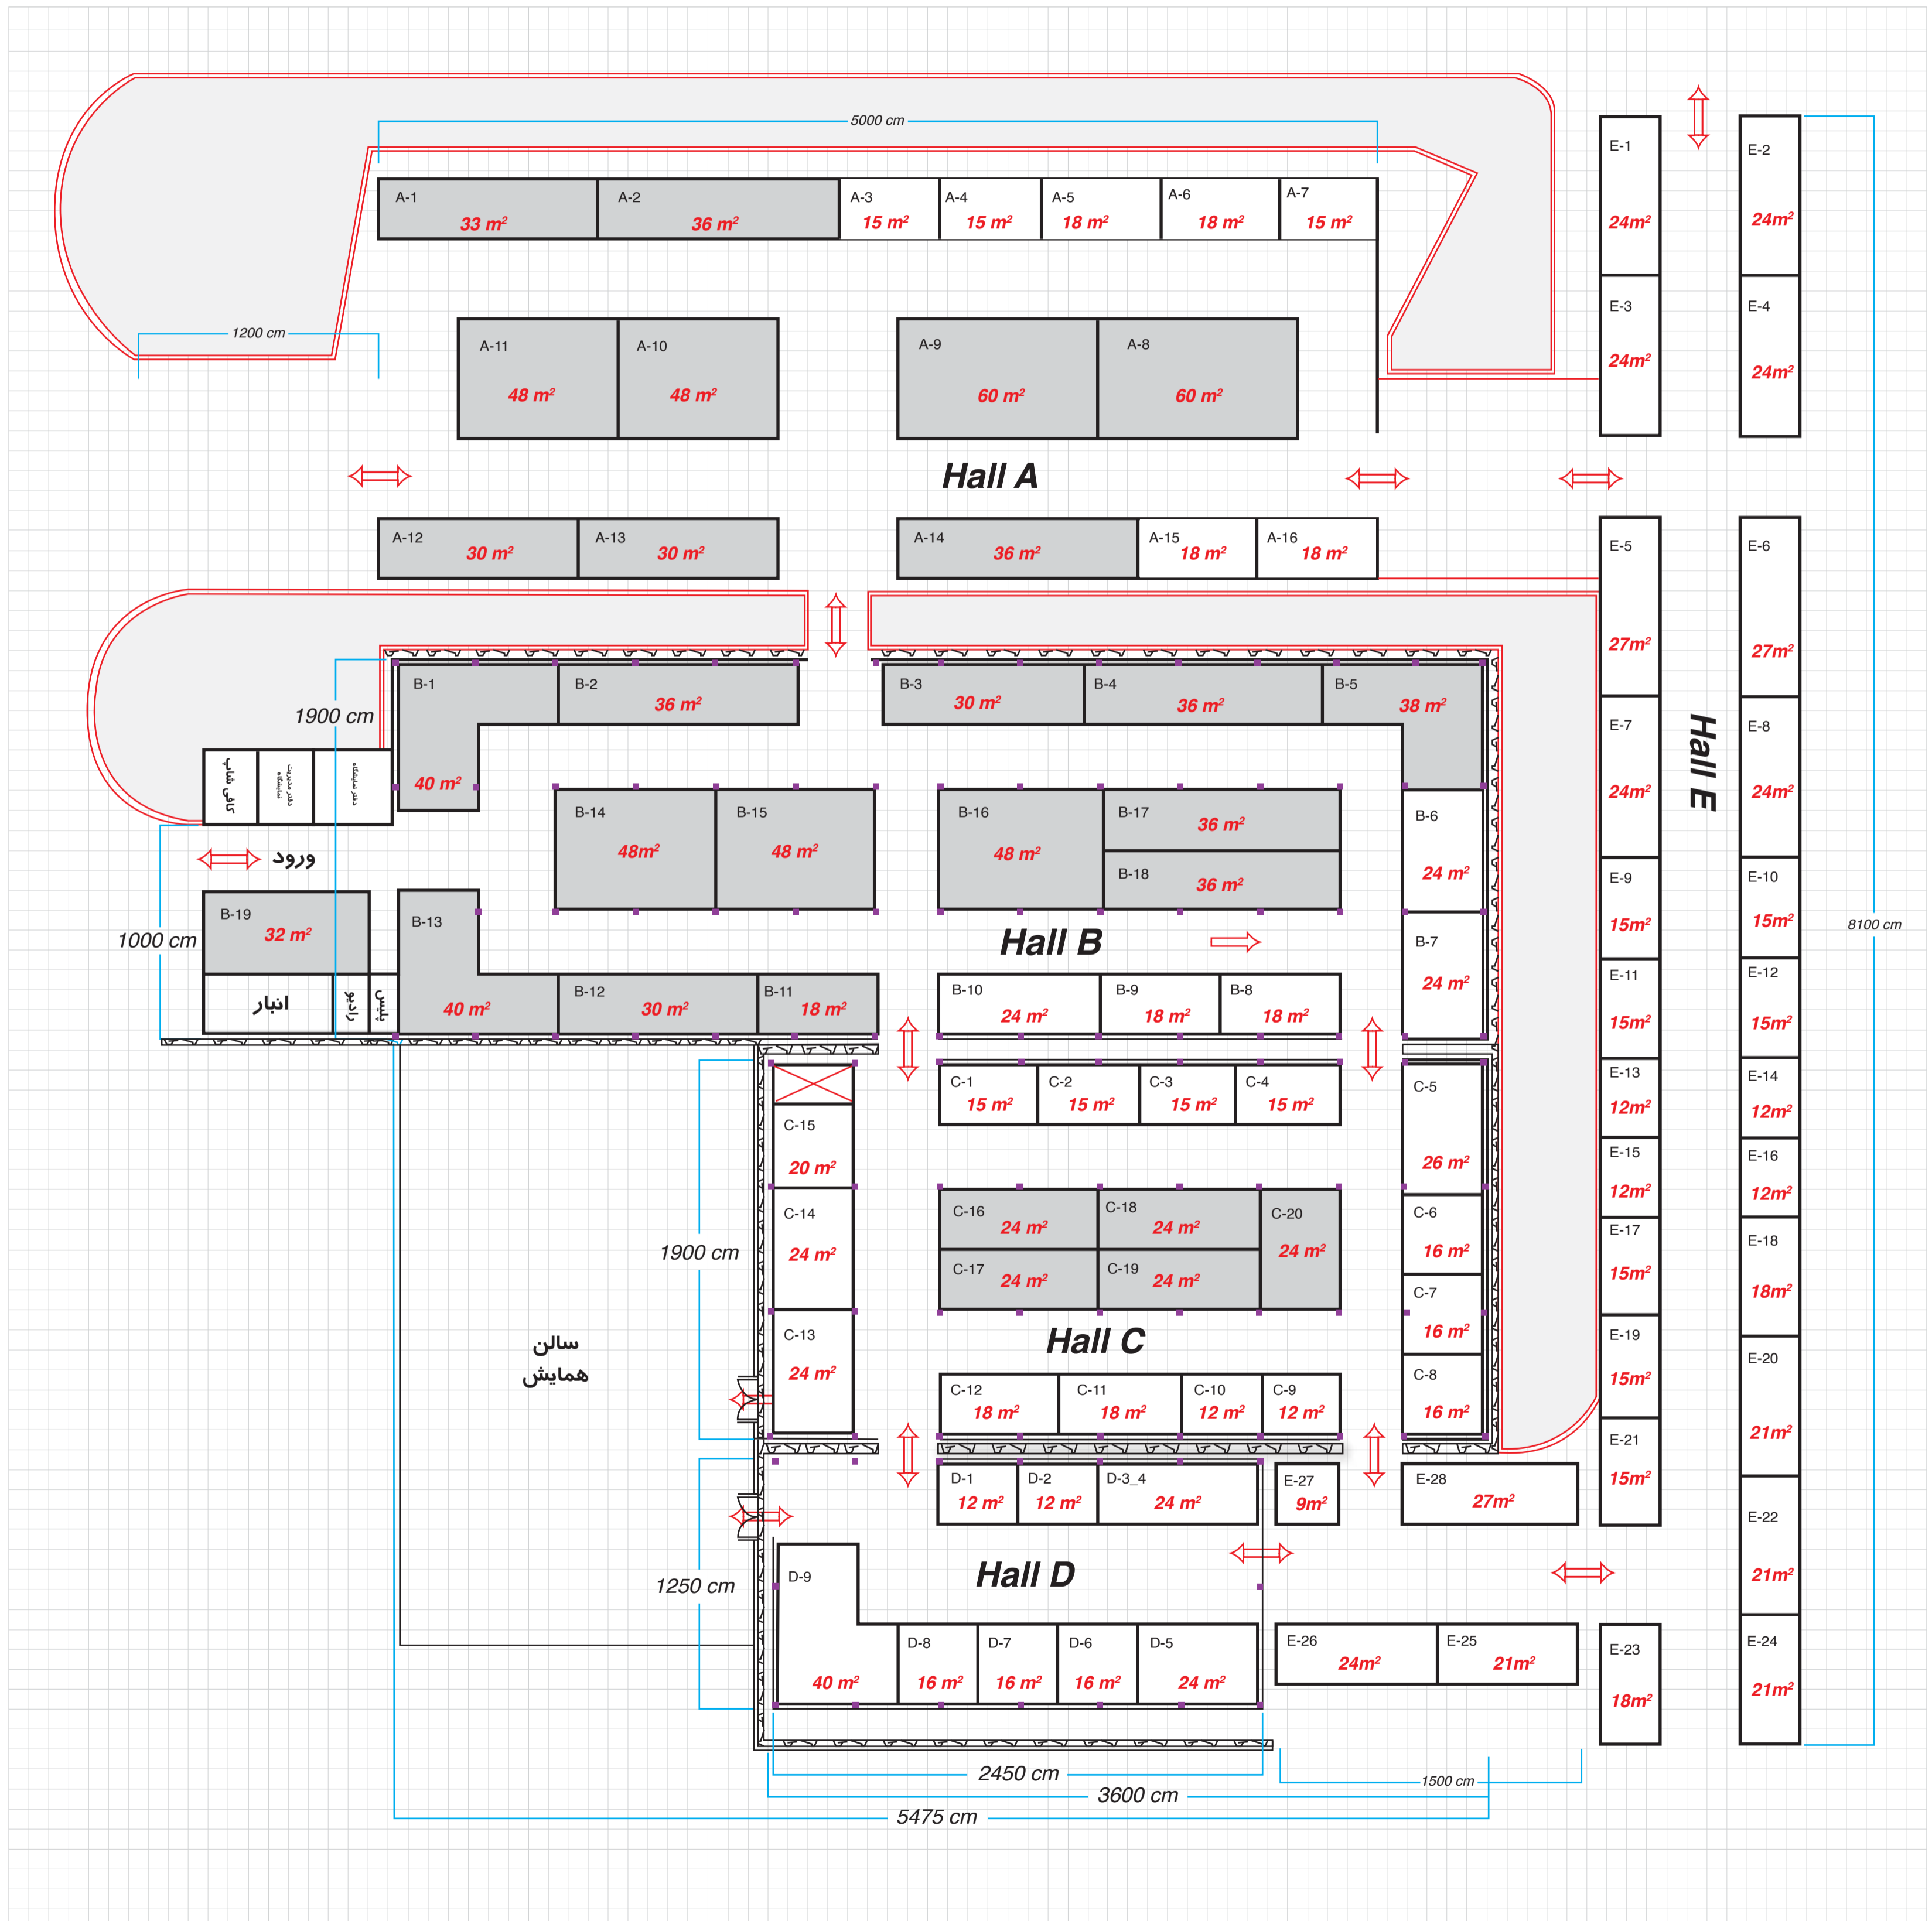 5000 cm
A-1
33 m²
A-2
36 m²
A-3
15 m²
A-4
15 m²
A-5
18 m²
A-6
18 m²
A-7
15 m²
1200 cm
A-11
48 m²
A-10
48 m²
A-9
60 m²
A-8
60 m²
Hall A
A-12
30 m²
A-13
30 m²
A-14
36 m²
A-15
18 m²
A-16
18 m²
1900 cm
B-1
40 m²
B-2
36 m²
B-3
30 m²
B-4
36 m²
B-5
38 m²
کافی شاپ
دفتر مدیریت
نمایشگاه
دفتر نمایشگاه
ورود
1000 cm
B-14
48m²
B-15
48 m²
B-16
48 m²
B-17
36 m²
B-18
36 m²
B-6
24 m²
B-7
24 m²
B-19
32 m²
انبار
رادیو
پلیس
B-13
40 m²
B-12
30 m²
B-11
18 m²
Hall B
B-10
24 m²
B-9
18 m²
B-8
18 m²
C-1
15 m²
C-2
15 m²
C-3
15 m²
C-4
15 m²
C-5
26 m²
C-6
16 m²
C-7
16 m²
C-8
16 m²
C-15
20 m²
C-14
24 m²
C-13
24 m²
1900 cm
C-16
24 m²
C-18
24 m²
C-20
24 m²
C-17
24 m²
C-19
24 m²
Hall C
سالن
همایش
C-12
18 m²
C-11
18 m²
C-10
12 m²
C-9
12 m²
D-1
12 m²
D-2
12 m²
D-3_4
24 m²
E-27
9m²
E-28
27m²
Hall D
1250 cm
D-9
40 m²
D-8
16 m²
D-7
16 m²
D-6
16 m²
D-5
24 m²
E-26
24m²
E-25
21m²
E-1
24m²
E-2
24m²
E-3
24m²
E-4
24m²
E-5
27m²
E-6
27m²
E-7
24m²
E-8
24m²
Hall E
E-9
15m²
E-10
15m²
E-11
15m²
E-12
15m²
E-13
12m²
E-14
12m²
E-15
12m²
E-16
12m²
E-17
15m²
E-18
18m²
E-19
15m²
E-20
21m²
E-21
15m²
E-22
21m²
E-23
18m²
E-24
21m²
8100 cm
2450 cm
3600 cm
1500 cm
5475 cm